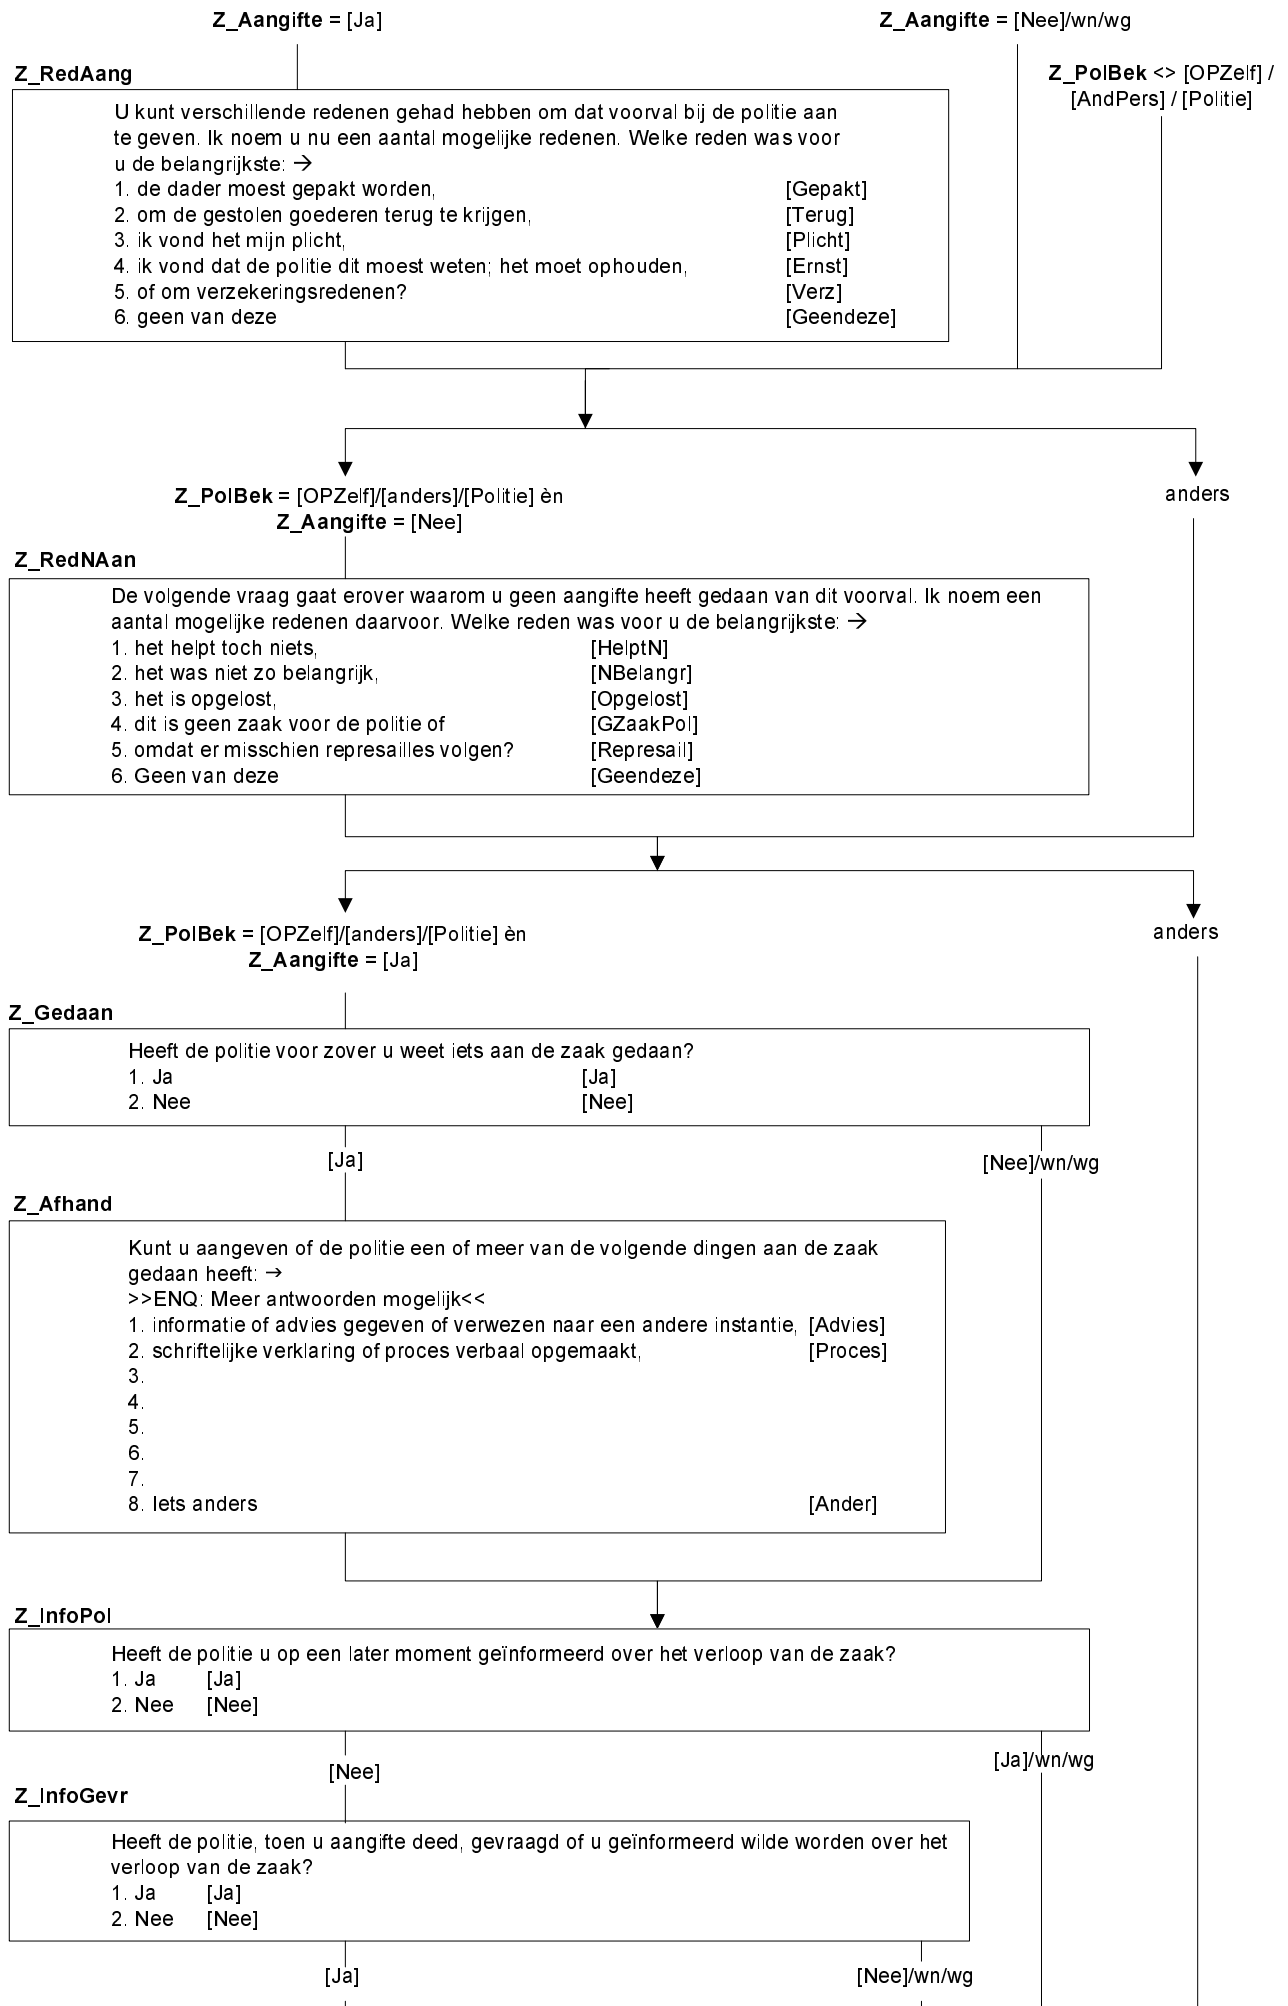 Z_Aangifte = [Ja]
Z_Aangifte = [Nee]/wn/wg
Z_PolBek <> [OPZelf] /
[AndPers] / [Politie]
Z_RedAang
U kunt verschillende redenen gehad hebben om dat voorval bij de politie aan
te geven. Ik noem u nu een aantal mogelijke redenen. Welke reden was voor
u de belangrijkste: →
1. de dader moest gepakt worden, [Gepakt]
2. om de gestolen goederen terug te krijgen, [Terug]
3. ik vond het mijn plicht, [Plicht]
4. ik vond dat de politie dit moest weten; het moet ophouden, [Ernst]
5. of om verzekeringsredenen? [Verz]
6. geen van deze [Geendeze]
Z_PolBek = [OPZelf]/[anders]/[Politie] èn
Z_Aangifte = [Nee]
anders
Z_RedNAan
De volgende vraag gaat erover waarom u geen aangifte heeft gedaan van dit voorval. Ik noem een
aantal mogelijke redenen daarvoor. Welke reden was voor u de belangrijkste: →
1. het helpt toch niets, [HelptN]
2. het was niet zo belangrijk, [NBelangr]
3. het is opgelost, [Opgelost]
4. dit is geen zaak voor de politie of [GZaakPol]
5. omdat er misschien represailles volgen? [Represail]
6. Geen van deze [Geendeze]
Z_PolBek = [OPZelf]/[anders]/[Politie] èn
Z_Aangifte = [Ja]
anders
Z_Gedaan
Heeft de politie voor zover u weet iets aan de zaak gedaan?
1. Ja [Ja]
2. Nee [Nee]
[Ja]
[Nee]/wn/wg
Z_Afhand
Kunt u aangeven of de politie een of meer van de volgende dingen aan de zaak
gedaan heeft: →
>>ENQ: Meer antwoorden mogelijk<<
1. informatie of advies gegeven of verwezen naar een andere instantie, [Advies]
2. schriftelijke verklaring of proces verbaal opgemaakt, [Proces]
3.
4.
5.
6.
7.
8. Iets anders [Ander]
Z_InfoPol
Heeft de politie u op een later moment geïnformeerd over het verloop van de zaak?
1. Ja [Ja]
2. Nee [Nee]
[Nee]
[Ja]/wn/wg
Z_InfoGevr
Heeft de politie, toen u aangifte deed, gevraagd of u geïnformeerd wilde worden over het
verloop van de zaak?
1. Ja [Ja]
2. Nee [Nee]
[Ja]
[Nee]/wn/wg